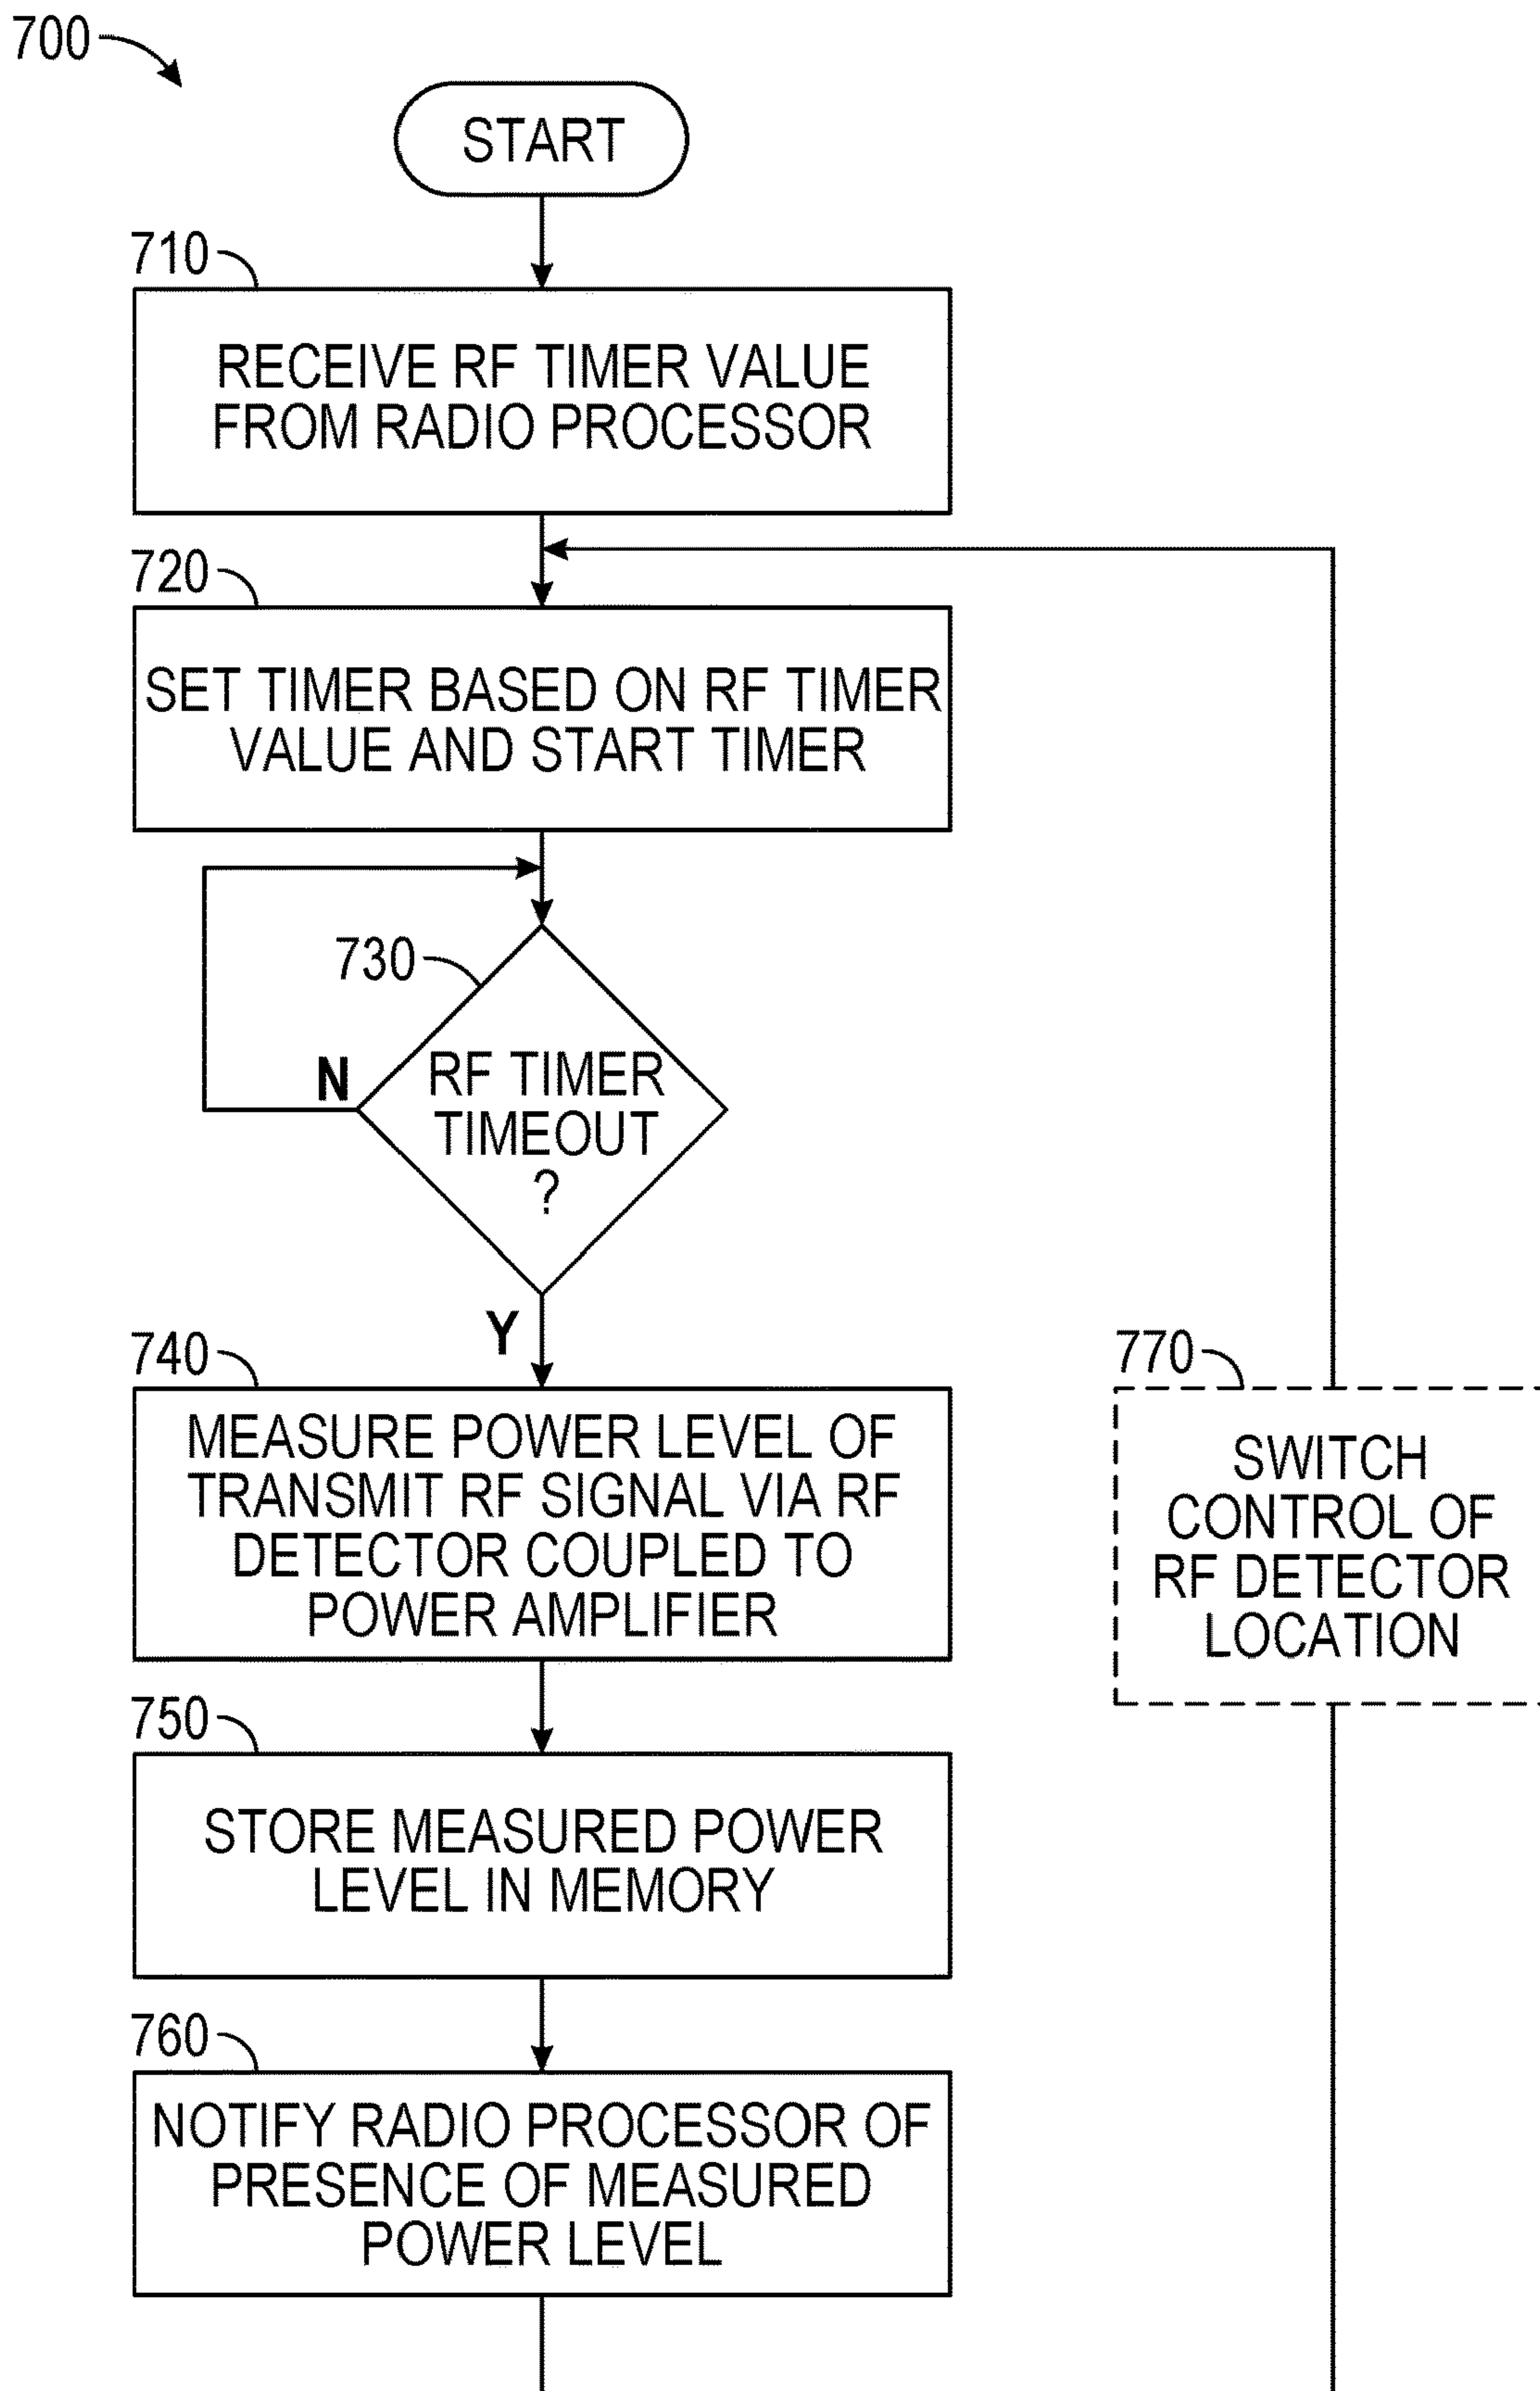 700
START
710
RECEIVE RF TIMER VALUE
FROM RADIO PROCESSOR
720
SET TIMER BASED ON RF TIMER
VALUE AND START TIMER
730
N
RF TIMER
TIMEOUT
?
Y
740
MEASURE POWER LEVEL OF
TRANSMIT RF SIGNAL VIA RF
DETECTOR COUPLED TO
POWER AMPLIFIER
770
SWITCH
CONTROL OF
RF DETECTOR
LOCATION
750
STORE MEASURED POWER
LEVEL IN MEMORY
760
NOTIFY RADIO PROCESSOR OF
PRESENCE OF MEASURED
POWER LEVEL